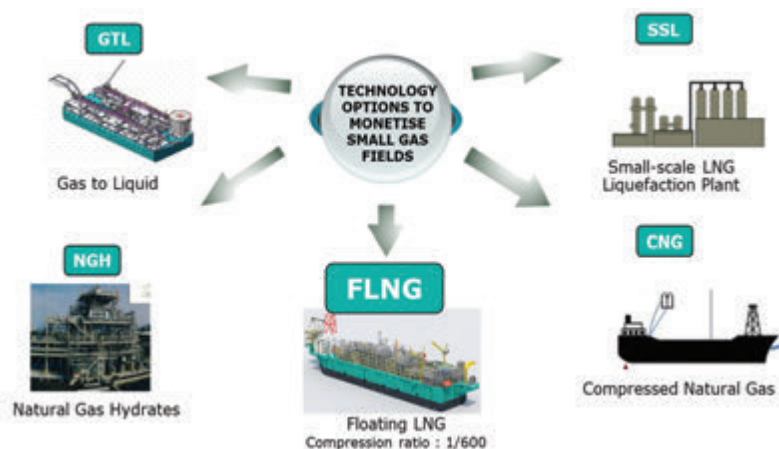 GTL
Gas to Liquid
TECHNOLOGY
OPTIONS TO
MONETISE
SMALL GAS
FIELDS
SSL
Small-scale LNG
Liquefaction Plant
NGH
Natural Gas Hydrates
FLNG
Floating LNG
Compression ratio : 1/600
CNG
Compressed Natural Gas